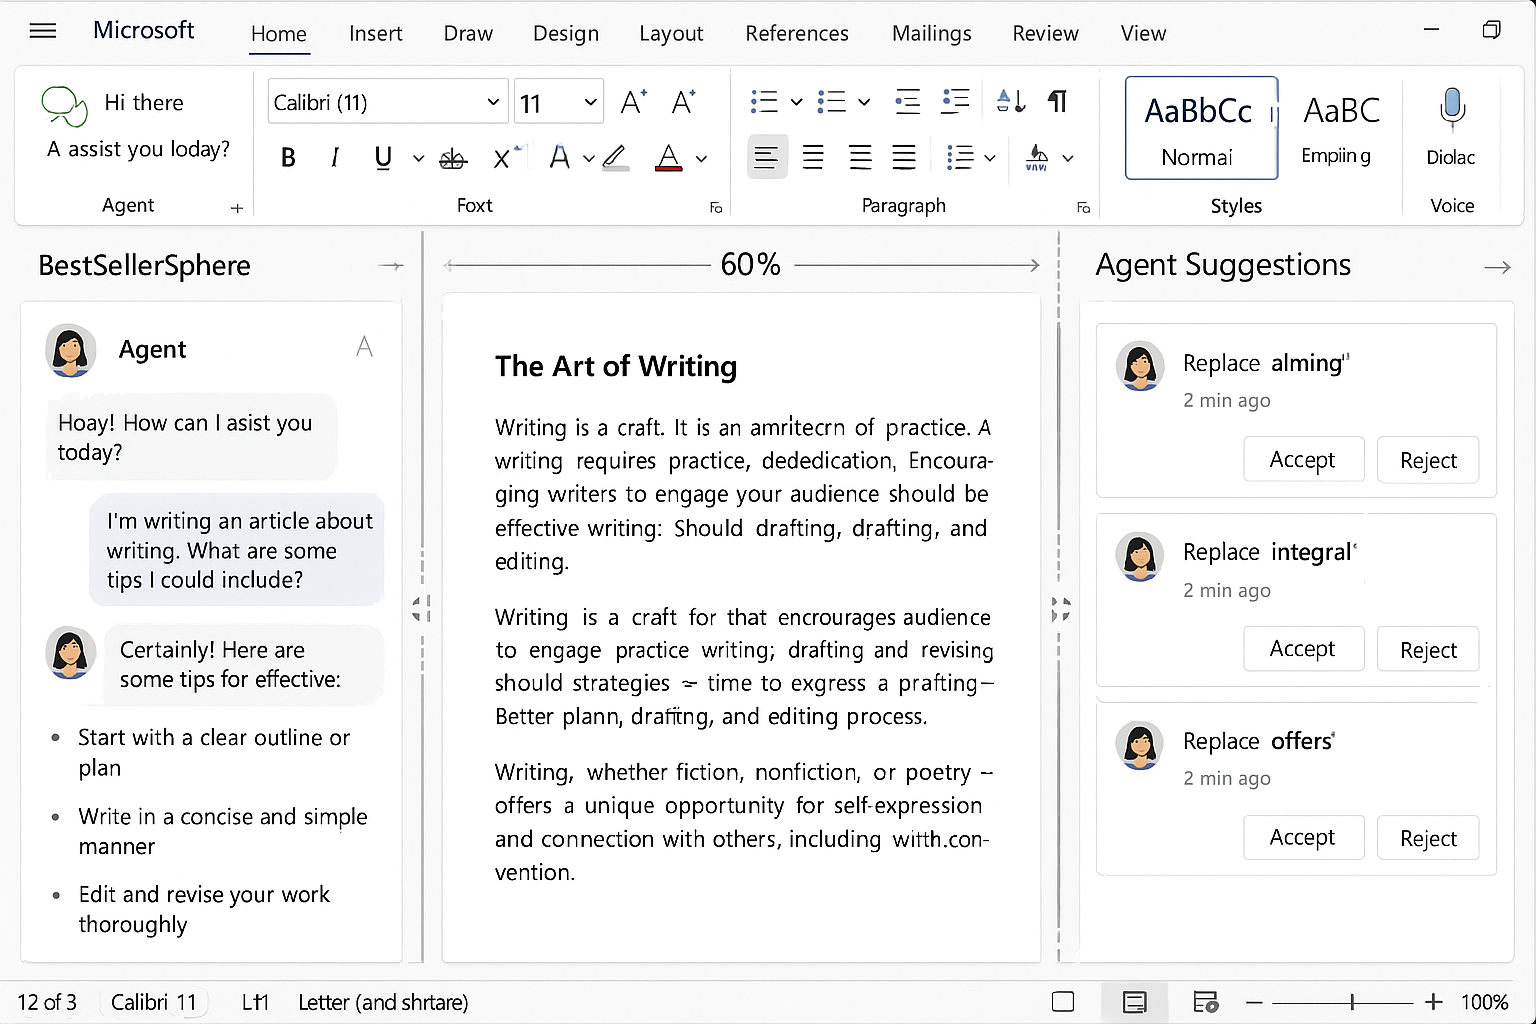 Microsoft
Home Insert Draw Design Layout References Mailings Review View
Hi there
A assist you loday?
Agent
Calibri (11) 11
B I U
Foxt
Paragraph
AaBbCc
Normai
AaBC
Empiing
Styles
Diolac
Voice
BestSellerSphere
Agent
Hoay! How can I asist you
today?
I'm writing an article about
writing. What are some
tips I could include?
Certainly! Here are
some tips for effective:
• Start with a clear outline or
plan
• Write in a concise and simple
manner
• Edit and revise your work
thoroughly
60%
The Art of Writing
Writing is a craft. It is an amritecrn of practice. A
writing requires practice, dededication, Encoura-
ging writers to engage your audience should be
effective writing: Should drafting, drafting, and
editing.
Writing is a craft for that encrourages audience
to engage practice writing; drafting and revising
should strategies ~ time to exgress a prafting–
Better plann, drafting, and editing process.
Writing, whether fiction, nonfiction, or poetry –
offers a unique opportunity for self-expression
and connection with others, including witth.con-
vention.
Agent Suggestions
Replace alming"
2 min ago
Accept Reject
Replace integral‘
2 min ago
Accept Reject
Replace offers‘
2 min ago
Accept Reject
12 of 3 Calibri 11 Letter (and shrtare) 100%